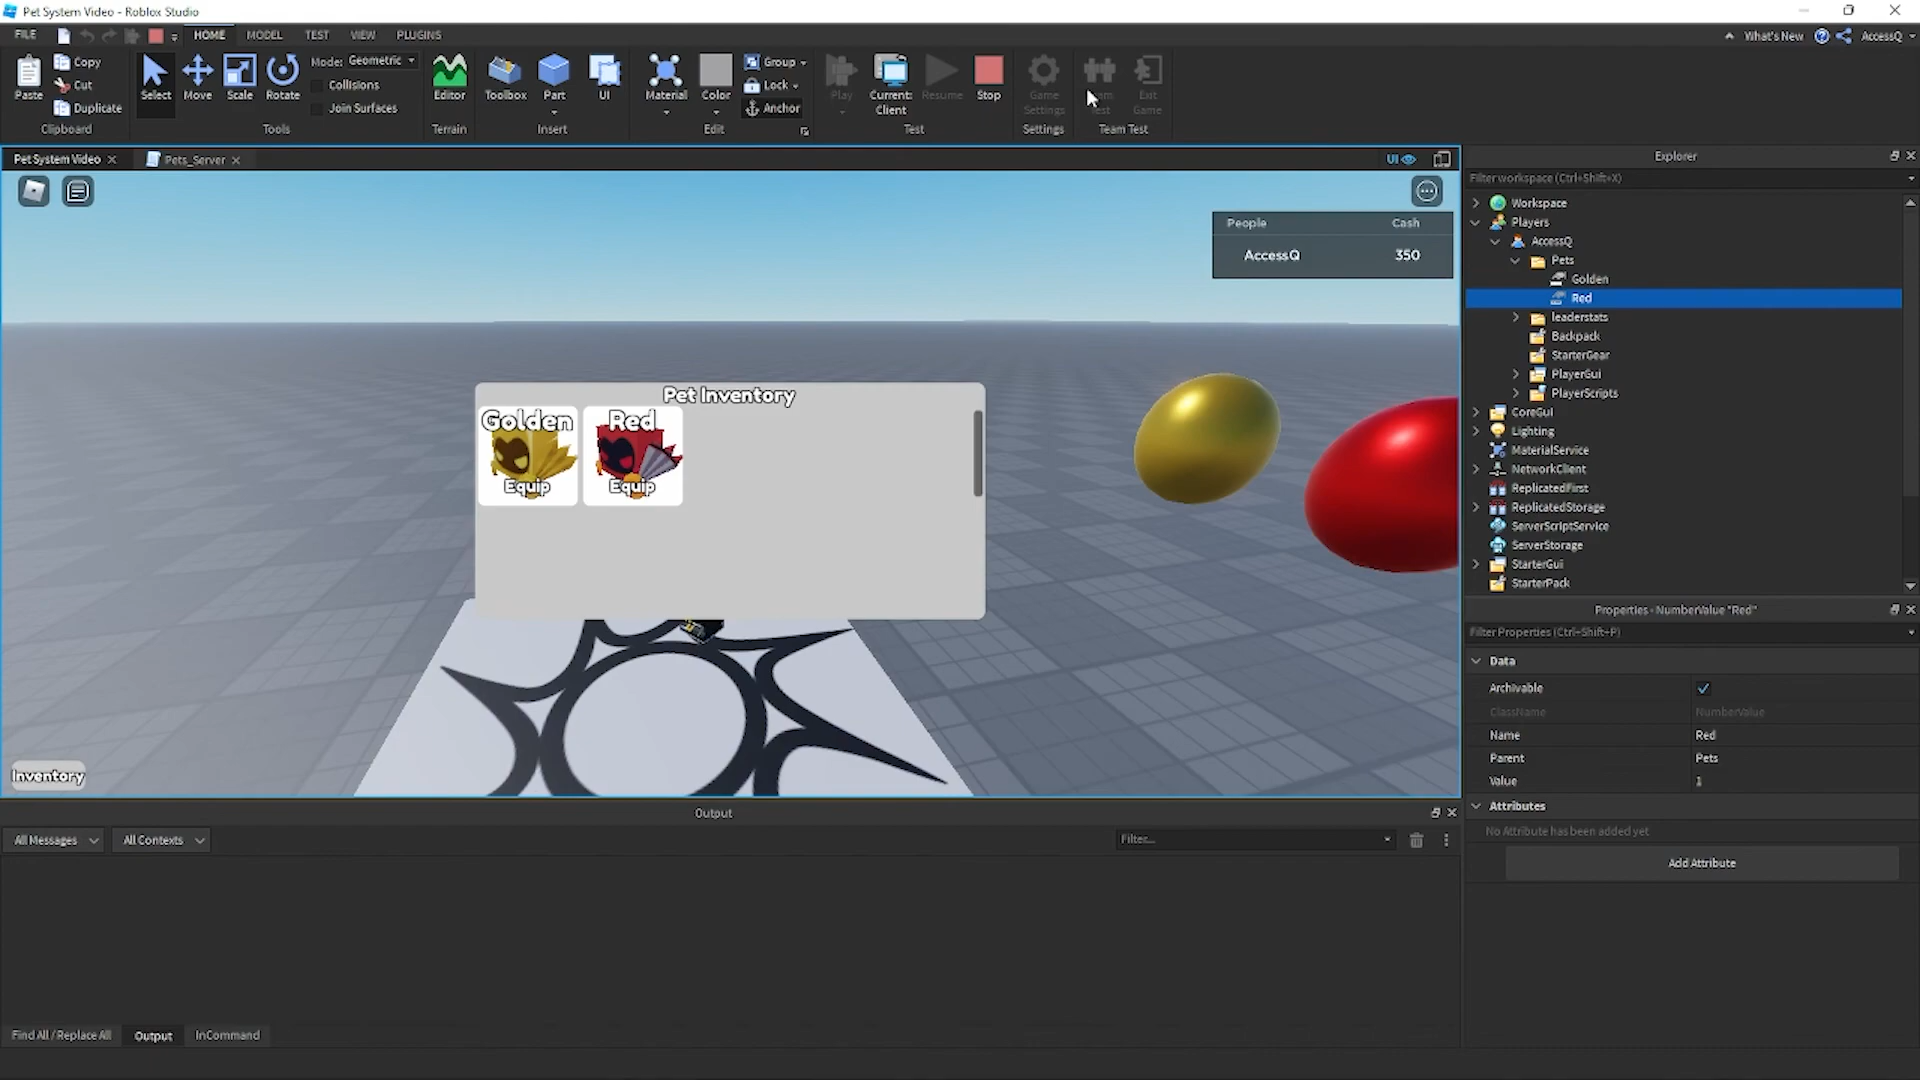 Pet System Video - Roblox Studio
FILE HOME MODEL TEST VIEW PLUGINS What's New AccessQ
Paste Copy Cut Duplicate Clipboard
Select Move Scale Rotate Mode: Geometric Collisions Join Surfaces Tools
Editor Terrain
Toolbox Part UI Insert
Material Color Group Lock Anchor Edit
Play Current: Client Resume Stop Test
Game Settings Settings
Test Exit Game Team Test
Pet System Video Pets_Server UI
People Cash
AccessQ 350
Pet Inventory
Golden Red
Equip Equip
Inventory
Explorer
Filter workspace (Ctrl+Shift+X)
Workspace
Players
AccessQ
Pets
Golden
Red
leaderstats
Backpack
StarterGear
PlayerGui
PlayerScripts
CoreGui
Lighting
MaterialService
NetworkClient
ReplicatedFirst
ReplicatedStorage
ServerScriptService
ServerStorage
StarterGui
StarterPack
Properties - NumberValue "Red"
Filter Properties (Ctrl+Shift+P)
Data
Archivable
ClassName NumberValue
Name Red
Parent Pets
Value 1
Attributes
No Attribute has been added yet
Add Attribute
Output
All Messages All Contexts Filter...
Find All / Replace All Output InCommand